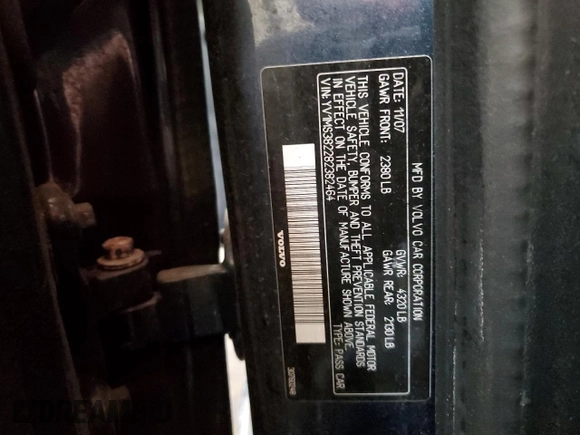 MFD BY VOLVO CAR CORPORATION
DATE: 11/07 GVWR: 4320 LB
GAWR FRONT: 2380 LB GAWR REAR: 2130 LB
THIS VEHICLE CONFORMS TO ALL APPLICABLE FEDERAL MOTOR
VEHICLE SAFETY, BUMPER AND THEFT PREVENTION STANDARDS
IN EFFECT ON THE DATE OF MANUFACTURE SHOWN ABOVE.
VIN: YV1MS382282382464 TYPE: PASS CAR
VOLVO